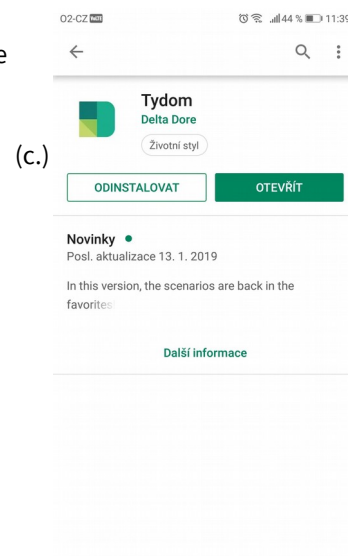 O2-CZ 44 % 11:39
e
Tydom
Delta Dore
Životní styl
(c.)
ODINSTALOVAT OTEVŘÍT
Novinky
Posl. aktualizace 13. 1. 2019
In this version, the scenarios are back in the
favorites
Další informace